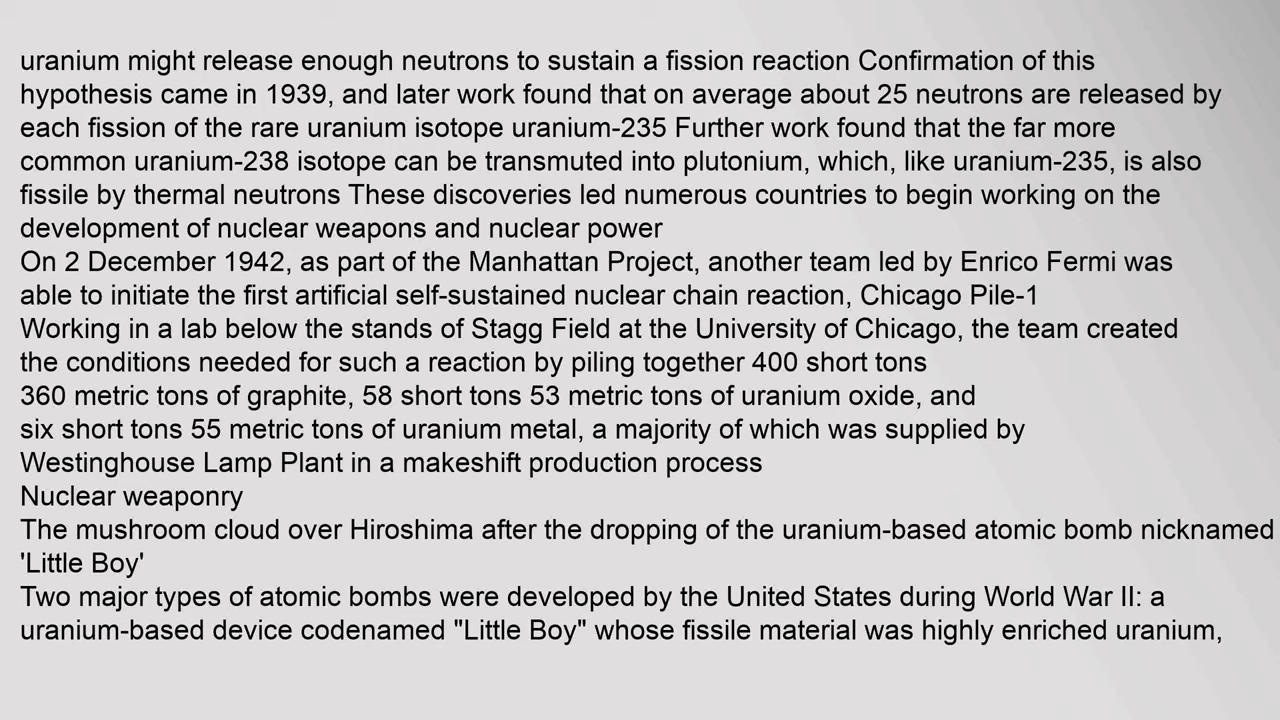 uranium might release enough neutrons to sustain a fission reaction Confirmation of this
hypothesis came in 1939, and later work found that on average about 25 neutrons are released by
each fission of the rare uranium isotope uranium-235 Further work found that the far more
common uranium-238 isotope can be transmuted into plutonium, which, like uranium-235, is also
fissile by thermal neutrons These discoveries led numerous countries to begin working on the
development of nuclear weapons and nuclear power
On 2 December 1942, as part of the Manhattan Project, another team led by Enrico Fermi was
able to initiate the first artificial self-sustained nuclear chain reaction, Chicago Pile-1
Working in a lab below the stands of Stagg Field at the University of Chicago, the team created
the conditions needed for such a reaction by piling together 400 short tons
360 metric tons of graphite, 58 short tons 53 metric tons of uranium oxide, and
six short tons 55 metric tons of uranium metal, a majority of which was supplied by
Westinghouse Lamp Plant in a makeshift production process
Nuclear weaponry
The mushroom cloud over Hiroshima after the dropping of the uranium-based atomic bomb nicknamed
'Little Boy'
Two major types of atomic bombs were developed by the United States during World War II: a
uranium-based device codenamed "Little Boy" whose fissile material was highly enriched uranium,